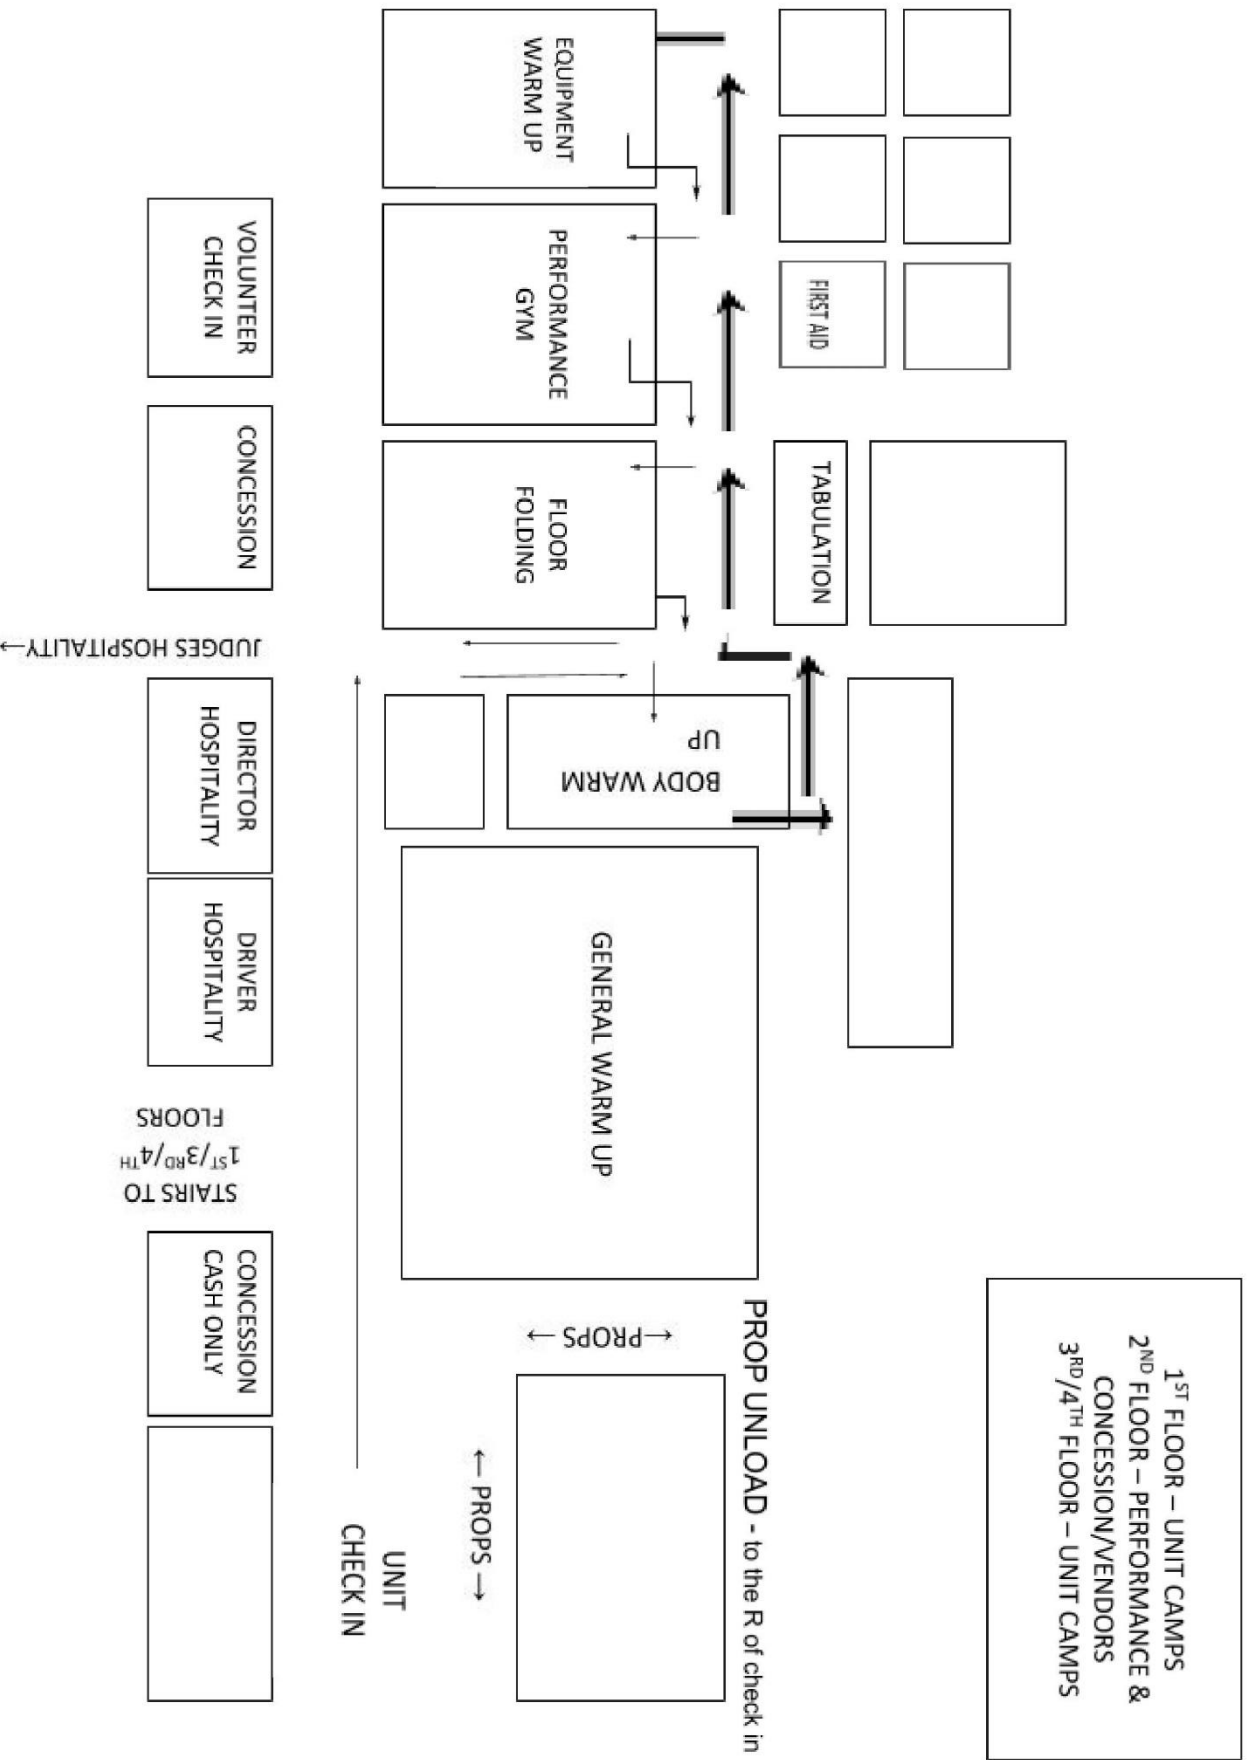 EQUIPMENT
WARM UP
PERFORMANCE
GYM
FIRST AID
VOLUNTEER
CHECK IN
CONCESSION
FLOOR
FOLDING
TABULATION
JUDGES HOSPITALITY→
DIRECTOR
HOSPITALITY
BODY WARM
UP
DRIVER
HOSPITALITY
GENERAL WARM UP
STAIRS TO
1ST/3RD/4TH
FLOORS
CONCESSION
CASH ONLY
←PROPS→
← PROPS →
UNIT
CHECK IN
PROP UNLOAD - to the R of check in
1ST FLOOR – UNIT CAMPS
2ND FLOOR – PERFORMANCE &
CONCESSION/VENDORS
3RD/4TH FLOOR – UNIT CAMPS